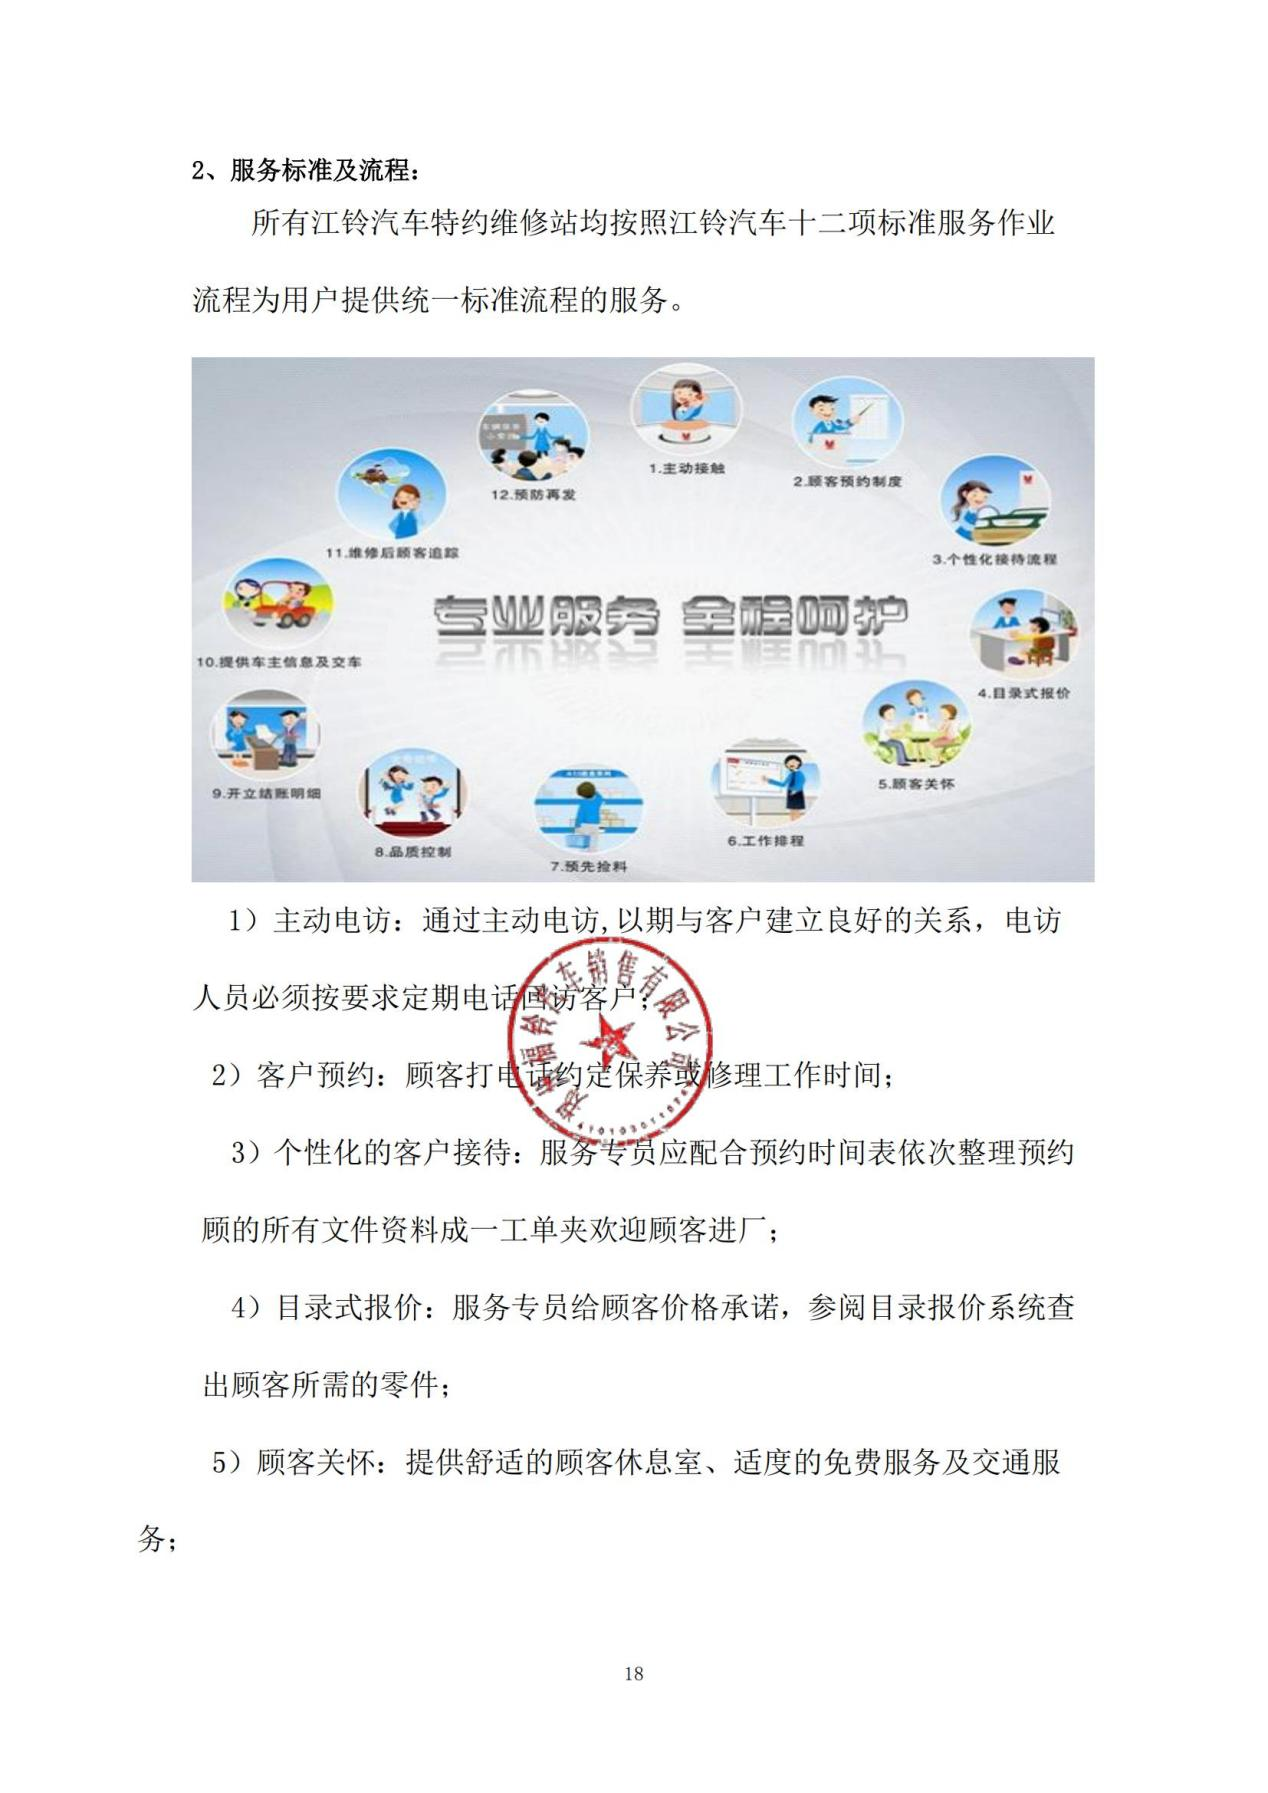 2、服务标准及流程：
所有江铃汽车特约维修站均按照江铃汽车十二项标准服务作业
流程为用户提供统一标准流程的服务。
1.主动接触
2.顾客预约制度
12.预防再发
11.维修后顾客追踪
3.个性化接待流程
专业服务 全程呵护
10.提供车主信息及交车
4.目录式报价
5.顾客关怀
9.开立结账明细
6.工作排程
8.品质控制
7.预先捡料
1）主动电访：通过主动电访,以期与客户建立良好的关系，电访
人员必须按要求定期电话回访客户；
2）客户预约：顾客打电话约定保养或修理工作时间；
3）个性化的客户接待：服务专员应配合预约时间表依次整理预约
顾的所有文件资料成一工单夹欢迎顾客进厂；
4）目录式报价：服务专员给顾客价格承诺，参阅目录报价系统查
出顾客所需的零件；
5）顾客关怀：提供舒适的顾客休息室、适度的免费服务及交通服
务；
福铃汽车销售有限公司
18